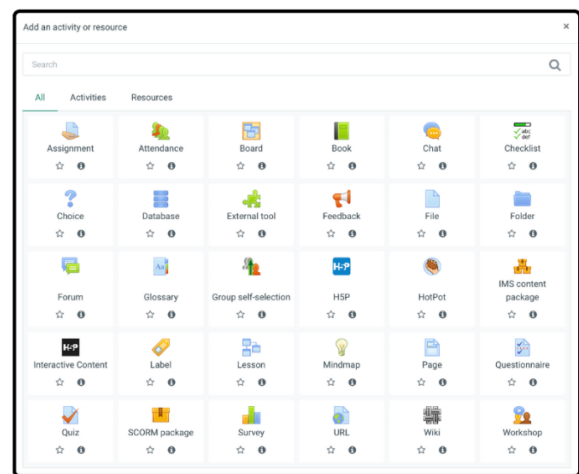 Add an activity or resource ×
Search
All Activities Resources
Assignment Attendance Board Book Chat Checklist
Choice Database External tool Feedback File Folder
Forum Glossary Group self-selection H5P HotPot IMS content package
Interactive Content Label Lesson Mindmap Page Questionnaire
Quiz SCORM package Survey URL Wiki Workshop